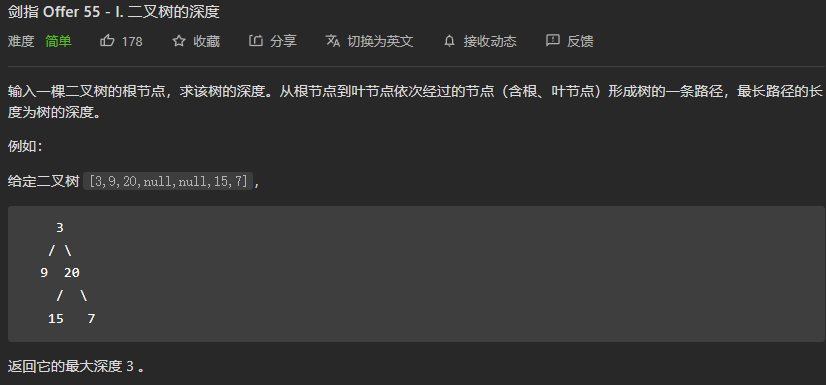 剑指 Offer 55 - I. 二叉树的深度
难度 简单 178 收藏 分享 切换为英文 接收动态 反馈
输入一棵二叉树的根节点，求该树的深度。从根节点到叶节点依次经过的节点（含根、叶节点）形成树的一条路径，最长路径的长
度为树的深度。
例如：
给定二叉树 [3,9,20,null,null,15,7]，
3
/ \
9 20
/ \
15 7
返回它的最大深度 3 。